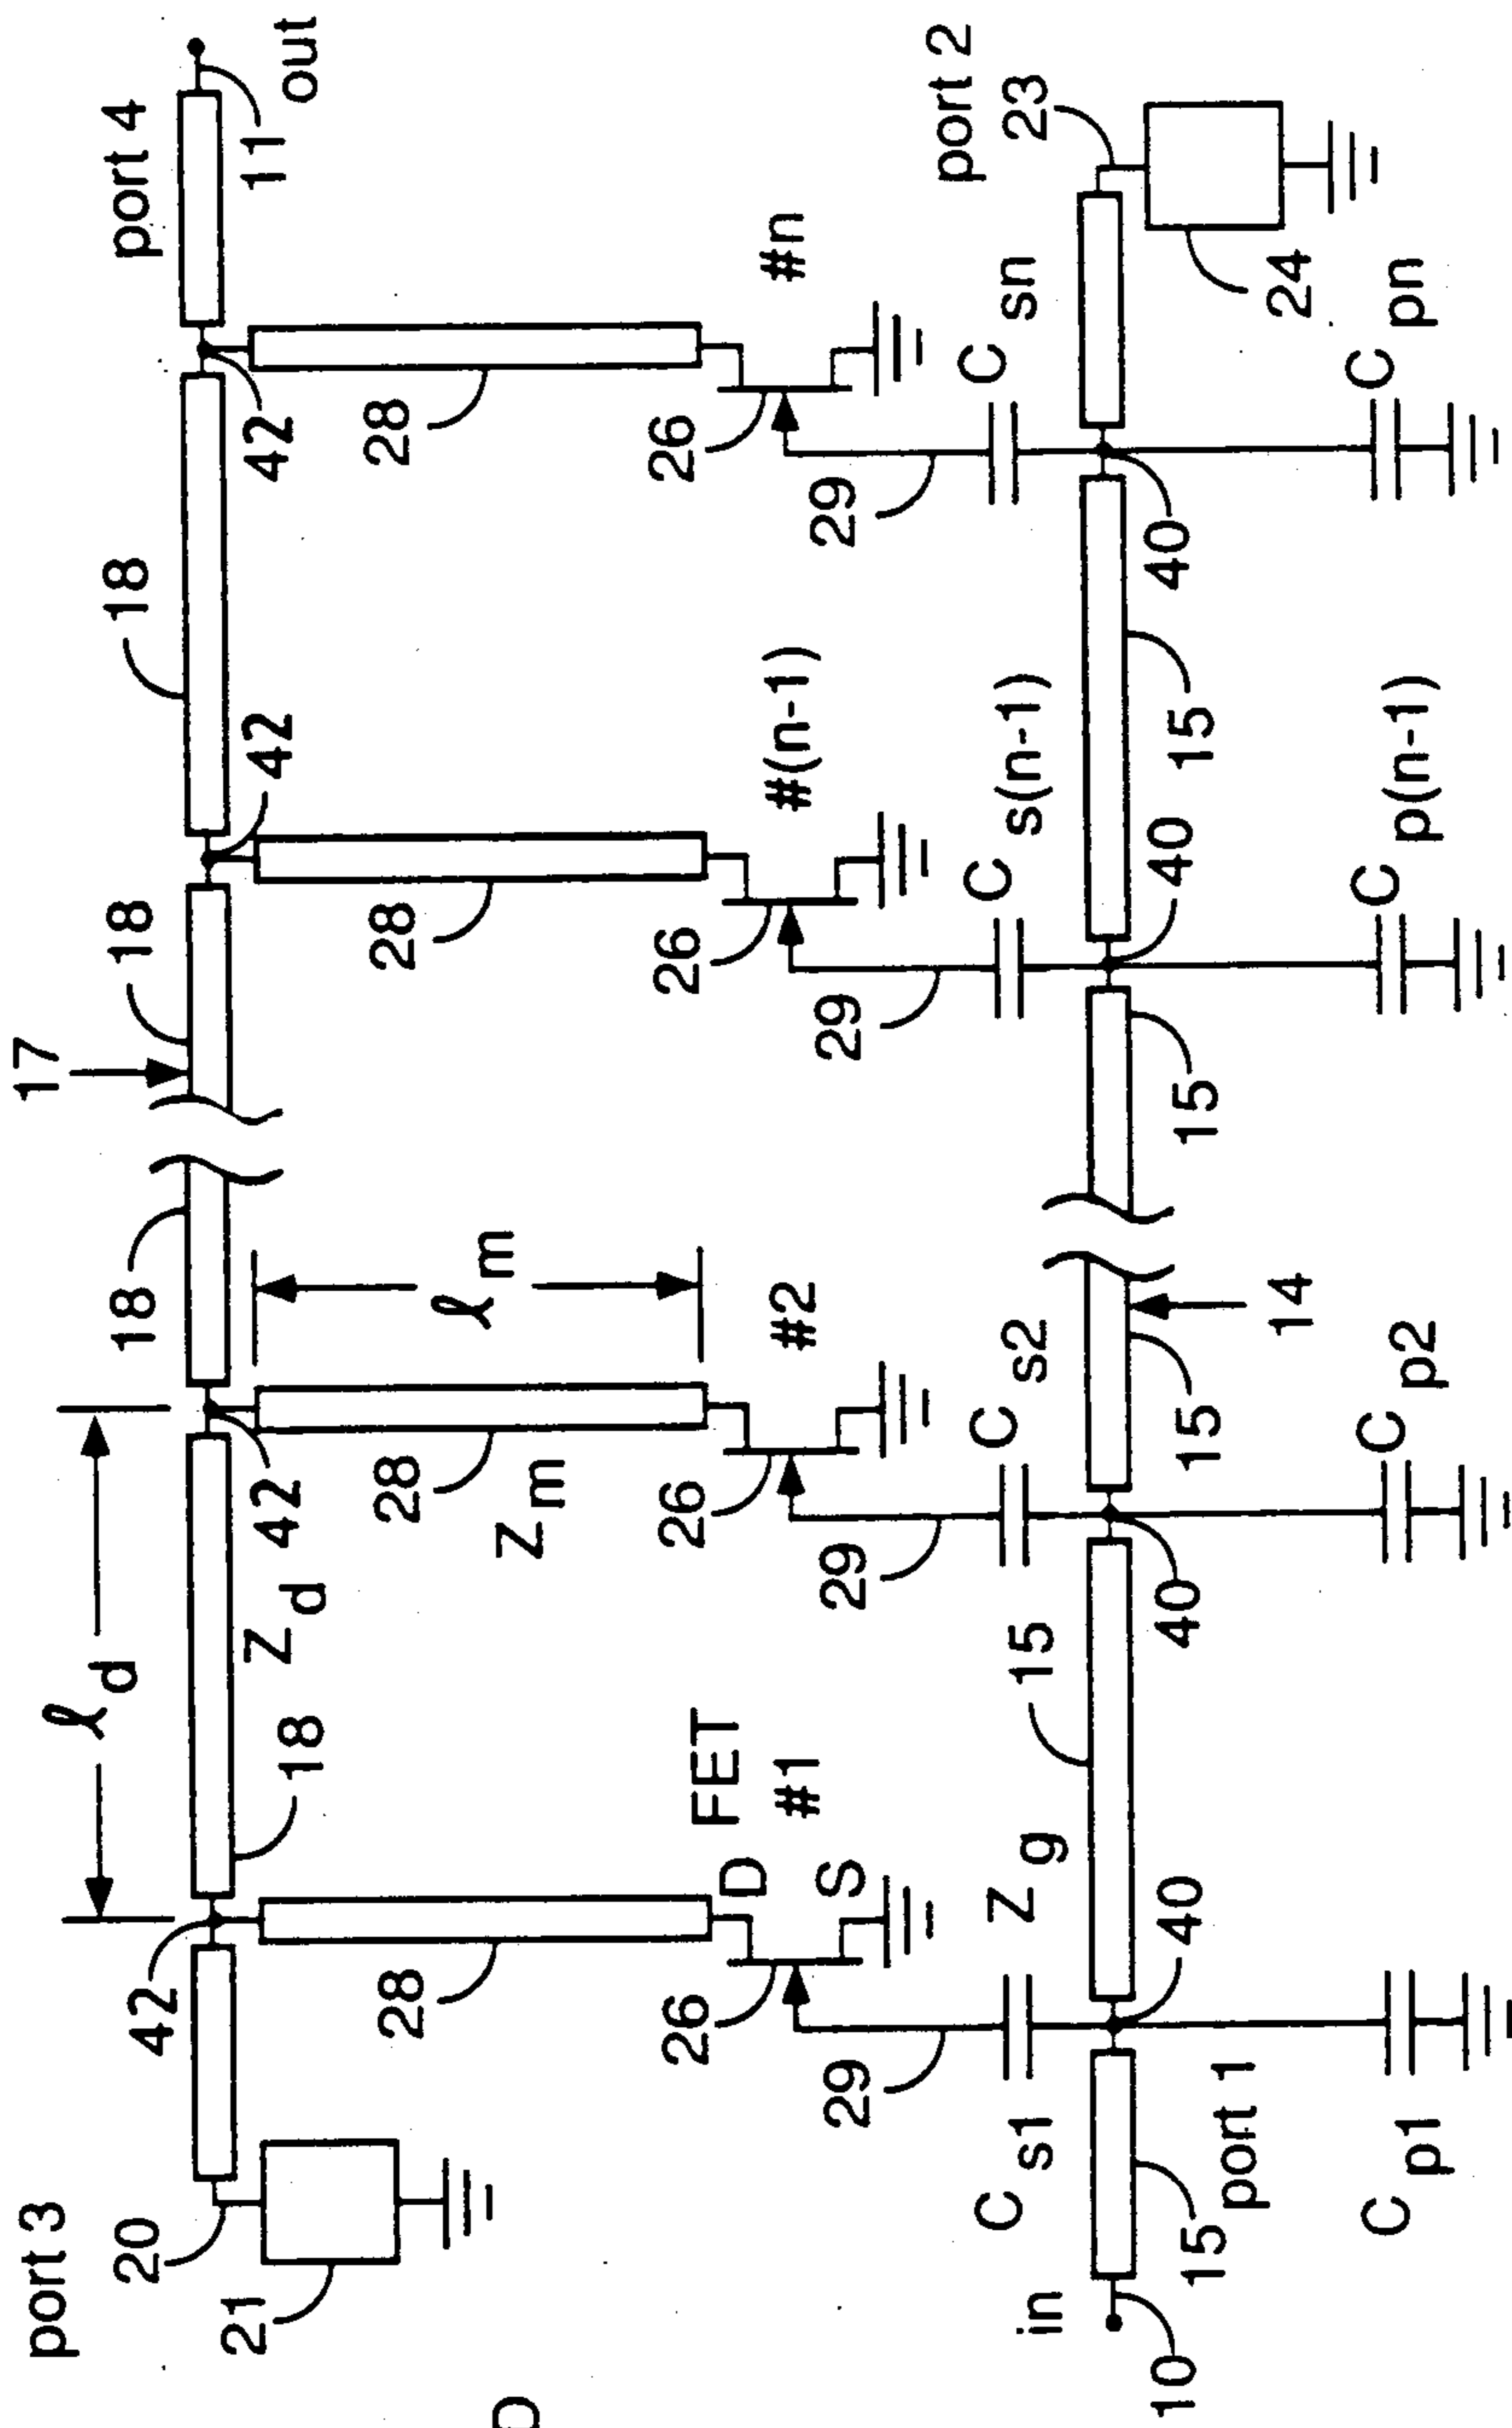 port 3
ℓ d
17
port 4
20
42
18
18
18
11
out
21
18
Z d
42
42
42
28
28
ℓ m
28
28
Z m
26
FET
26
26
26
D
#1
#2
#(n-1)
#n
29
S
29
29
29
port 2
23
C s1
Z g
C s2
C s(n-1)
C sn
in
15
10
15
port 1
40
40
15
14
15
40
15
40
24
C p1
C p2
C p(n-1)
C pn